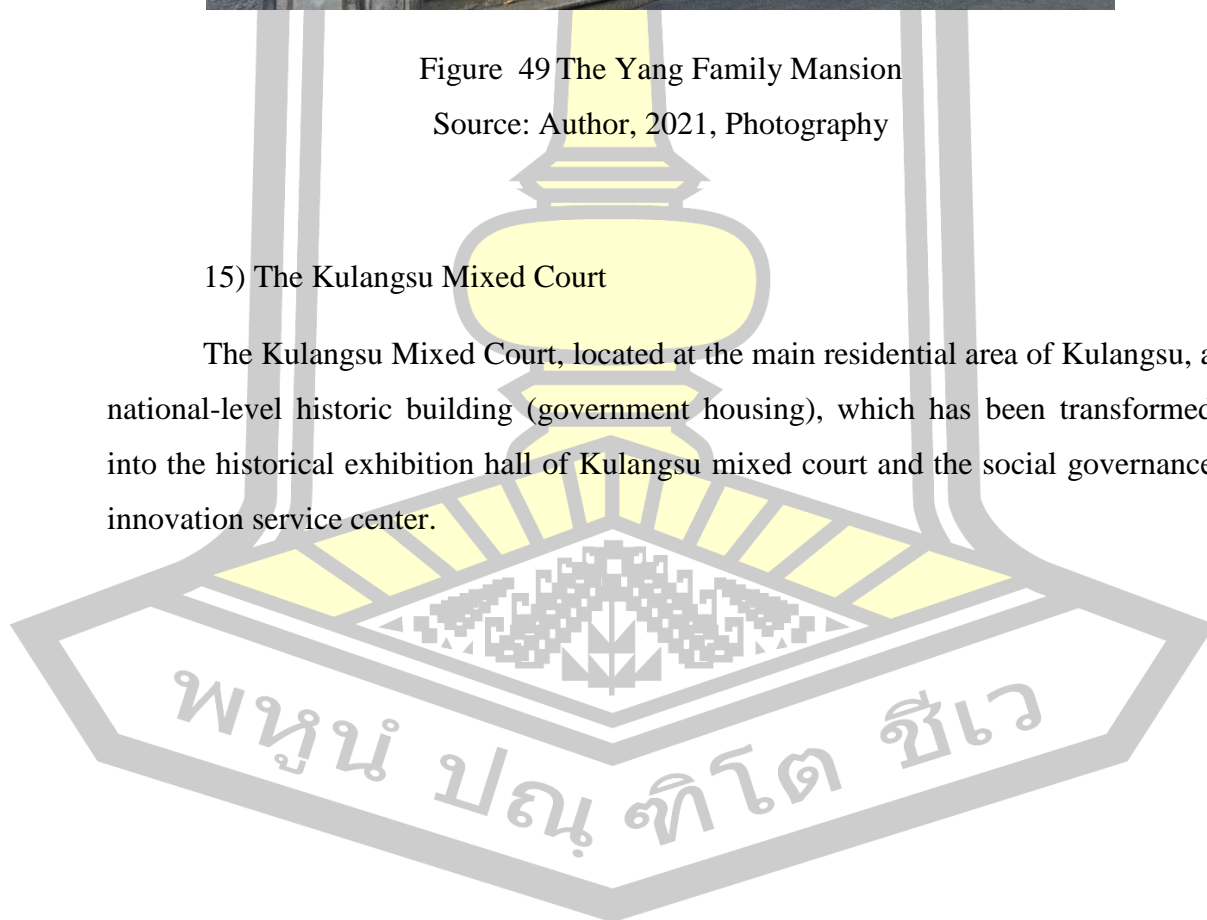 Figure 49 The Yang Family Mansion
Source: Author, 2021, Photography
15) The Kulangsu Mixed Court
The Kulangsu Mixed Court, located at the main residential area of Kulangsu, a
national-level historic building (government housing), which has been transformed
into the historical exhibition hall of Kulangsu mixed court and the social governance
innovation service center.
พหูนํ ปณฺฑิโต ชีเว